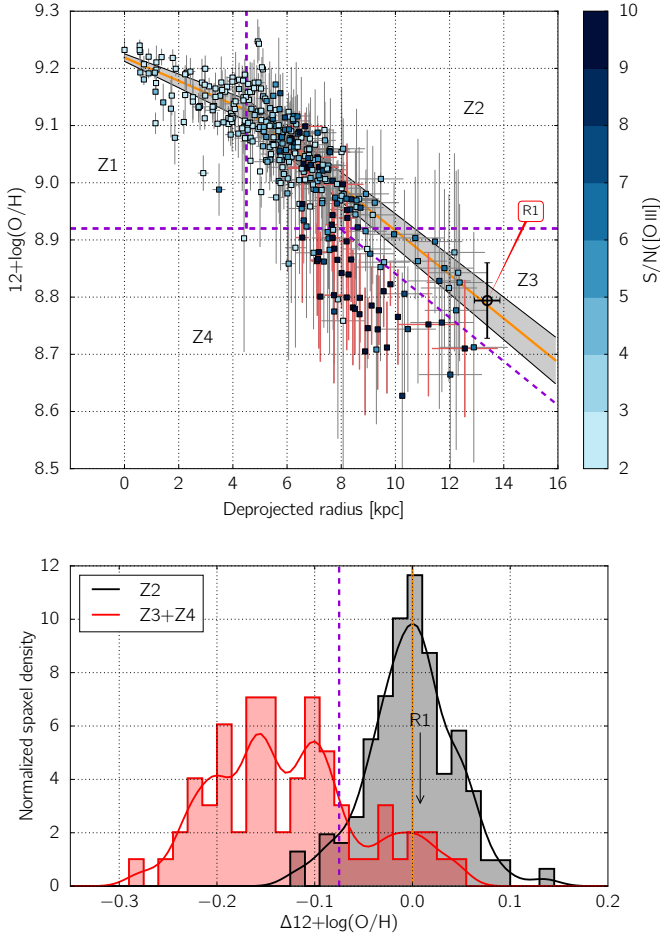 9.3
9.2
9.1
9.0
8.9
8.8
8.7
8.6
8.5
12+log(O/H)
Z1
Z2
Z3
Z4
R1
0 2 4 6 8 10 12 14 16
Deprojected radius [kpc]
10
9
8
7
6
5
4
3
2
S/N([OIII])
12
10
8
6
4
2
0
Normalized spaxel density
Z2
Z3+Z4
R1
−0.3 −0.2 −0.1 0.0 0.1 0.2
Δ12+log(O/H)